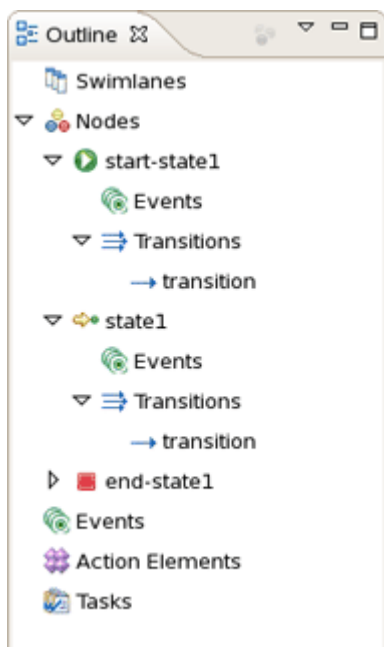 Outline
Swimlanes
Nodes
start-state1
Events
Transitions
transition
state1
Events
Transitions
transition
end-state1
Events
Action Elements
Tasks